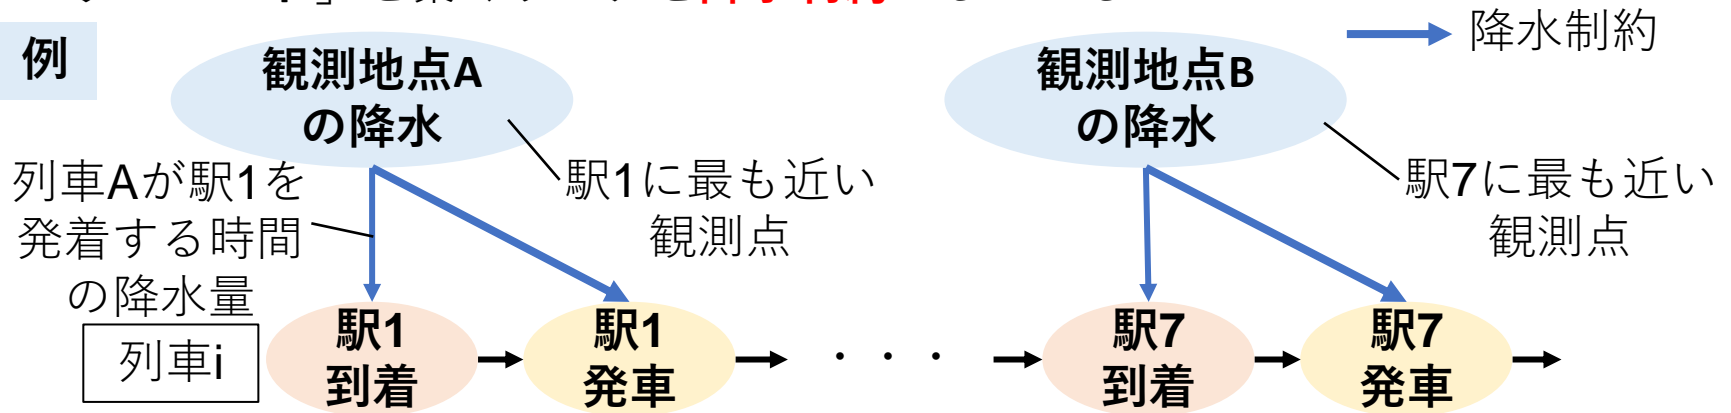 降水制約
例
観測地点A
の降水
観測地点B
の降水
列車Aが駅1を
発着する時間
の降水量
駅1に最も近い
観測点
駅7に最も近い
観測点
列車i
駅1
到着
駅1
発車
・・・
駅7
到着
駅7
発車